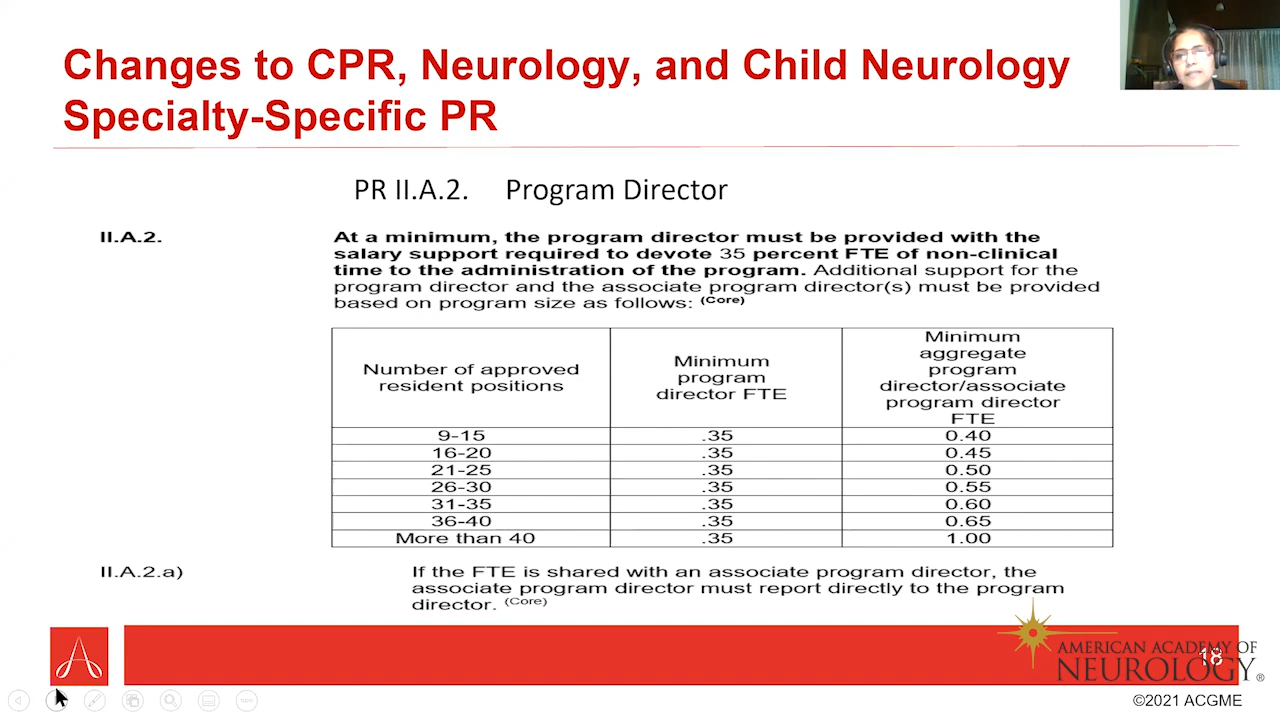 Changes to CPR, Neurology, and Child Neurology
Specialty-Specific PR
PR II.A.2. Program Director
II.A.2. At a minimum, the program director must be provided with the
salary support required to devote 35 percent FTE of non-clinical
time to the administration of the program. Additional support for the
program director and the associate program director(s) must be provided
based on program size as follows: (Core)
Number of approved
resident positions
Minimum
program
director FTE
Minimum
aggregate
program
director/associate
program director
FTE
9-15 .35 0.40
16-20 .35 0.45
21-25 .35 0.50
26-30 .35 0.55
31-35 .35 0.60
36-40 .35 0.65
More than 40 .35 1.00
II.A.2.a) If the FTE is shared with an associate program director, the
associate program director must report directly to the program
director. (Core)
18
AMERICAN ACADEMY OF
NEUROLOGY®
©2021 ACGME